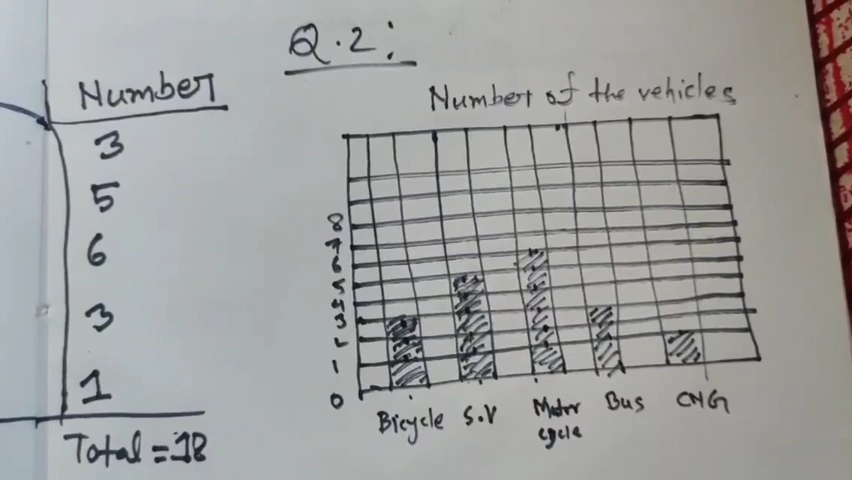 Q.2:
Number
3
5
6
3
1
Total = 18
Number of the vehicles
8
7
6
5
4
3
2
1
0
Bicycle S.V Motor cycle Bus CNG